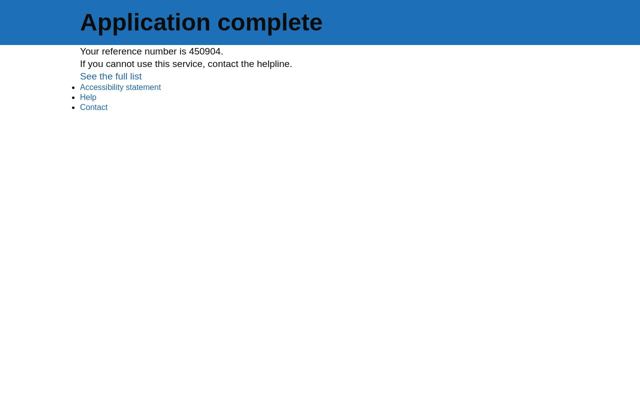 Application complete
Your reference number is 450904.
If you cannot use this service, contact the helpline.
See the full list
Accessibility statement
Help
Contact